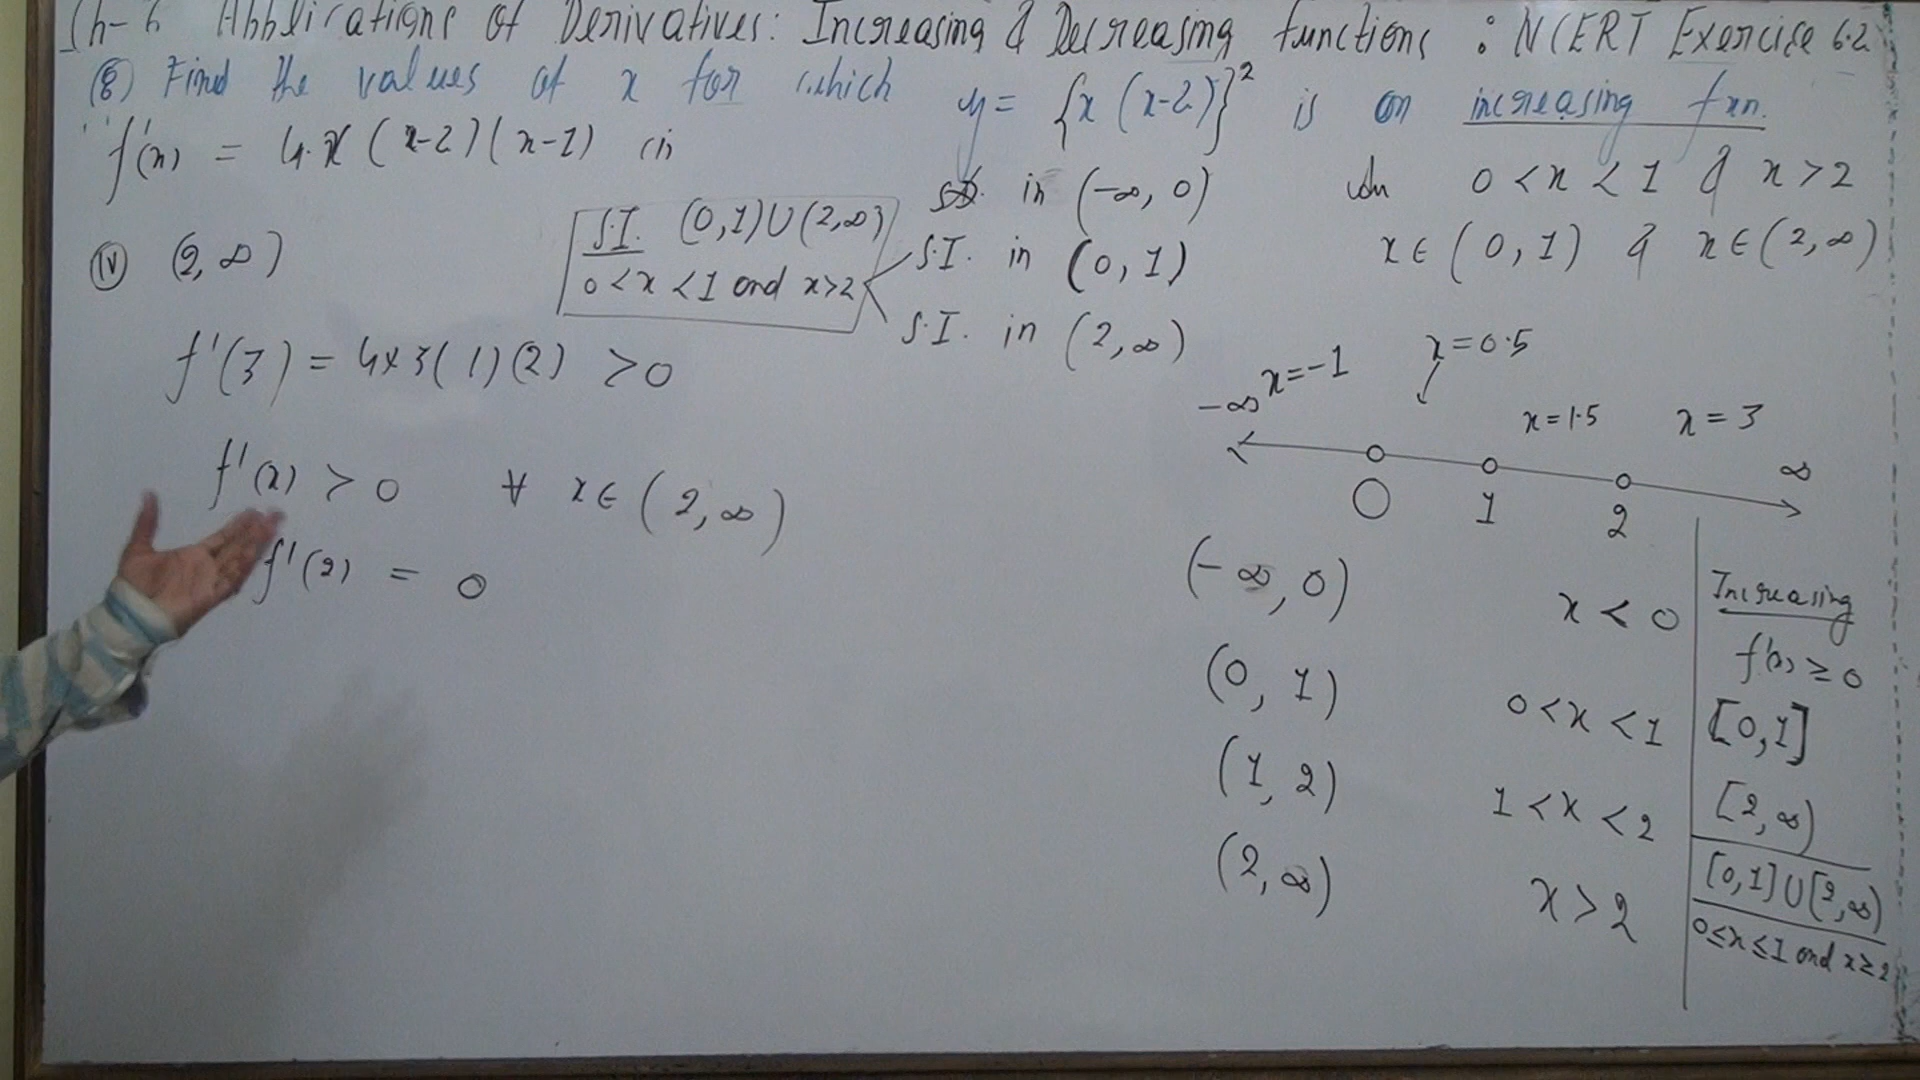 Ch-6 Applications of Derivatives: Increasing & Decreasing functions : NCERT Exercise 6.2
(8) Find the values of x for which y = {x (x-2)}² is an increasing fxn.
f'(x) = 4.x (x-2)(x-1) is
in (-∞, 0)
S.I. in (0, 1)
S.I. in (2, ∞)
S.I. (0,1)∪(2,∞)
0<x<1 and x>2
0 < x < 1 & x > 2
x ∈ (0, 1) & x ∈ (2, ∞)
(iv) (2, ∞)
f'(3) = 4×3(1)(2) > 0
f'(x) > 0 ∀ x ∈ (2, ∞)
f'(2) = 0
-∞ x=-1 x=0.5 x=1.5 x=3 ∞
0 1 2
(-∞, 0) x < 0
(0, 1) 0 < x < 1
(1, 2) 1 < x < 2
(2, ∞) x > 2
Increasing
f'(x) ≥ 0
[0,1]
[2, ∞)
[0,1]∪[2,∞)
0≤x≤1 and x≥2